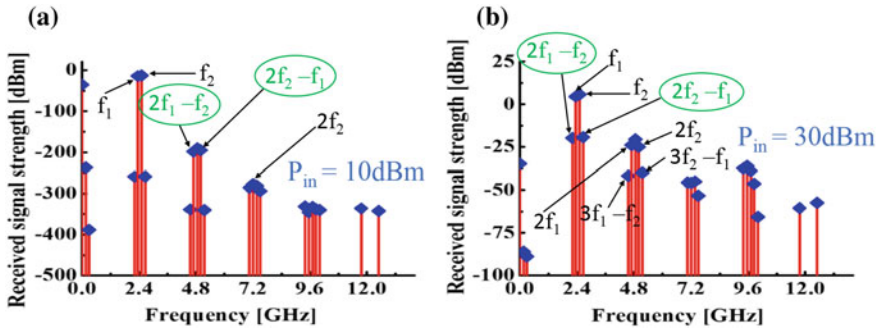 (a)
Received signal strength [dBm]
0
-100
-200
-300
-400
-500
f₁
f₂
2f₁ –f₂
2f₂ –f₁
2f₂
Pᵢₙ = 10dBm
0.0 2.4 4.8 7.2 9.6 12.0
Frequency [GHz]
(b)
Received signal strength [dBm]
25
0
-25
-50
-75
-100
2f₁ –f₂
f₁
f₂
2f₂ –f₁
2f₂
3f₂ –f₁
2f₁
3f₁ –f₂
Pᵢₙ = 30dBm
0.0 2.4 4.8 7.2 9.6 12.0
Frequency [GHz]